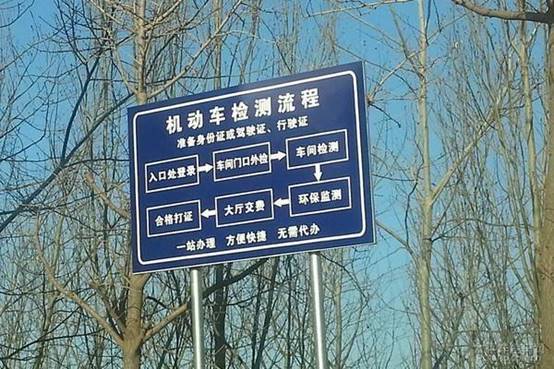 机动车检测流程
准备身份证或驾驶证、行驶证
入口处登录 车间门口外检 车间检测
环保监测
大厅交费
合格打证
一站办理 方便快捷 无需代办